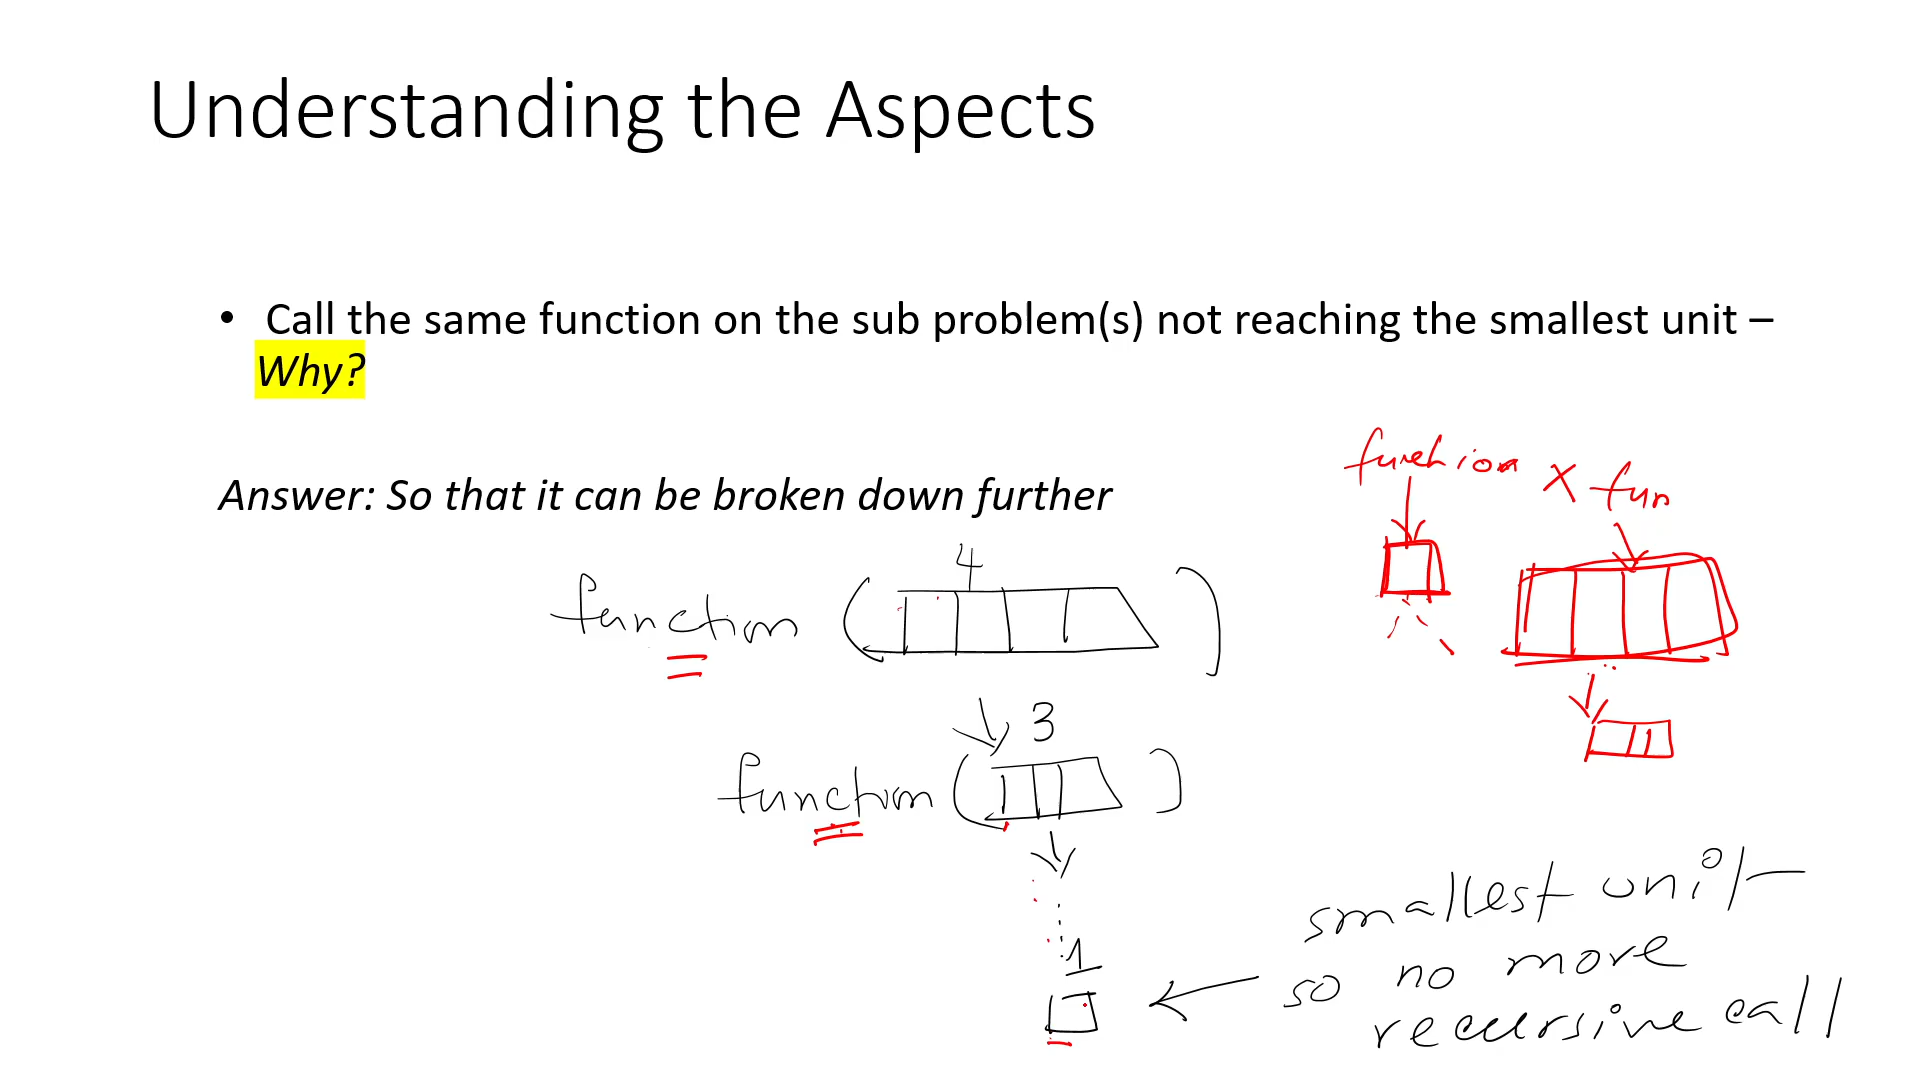 Understanding the Aspects
• Call the same function on the sub problem(s) not reaching the smallest unit –
Why?
Answer: So that it can be broken down further
function X fun
4
function ( )
3
function ( )
1
smallest unit
so no more
recursive call